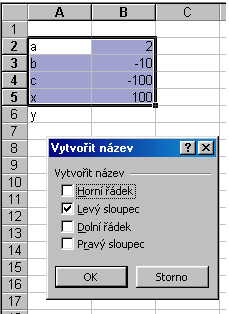 A B C
1
2 a 2
3 b -10
4 c -100
5 x 100
6 y
7
8 Vytvořit název ? ×
9
10 Vytvořit název
11 Horní řádek
12 Levý sloupec
13 Dolní řádek
14 Pravý sloupec
15
16 OK Storno
17